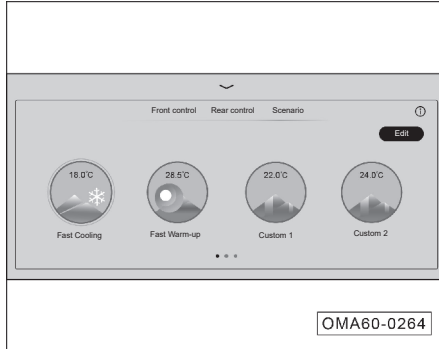 Front control Rear control Scenario
Edit
18.0°C 28.5°C 22.0°C 24.0°C
Fast Cooling Fast Warm-up Custom 1 Custom 2
OMA60-0264